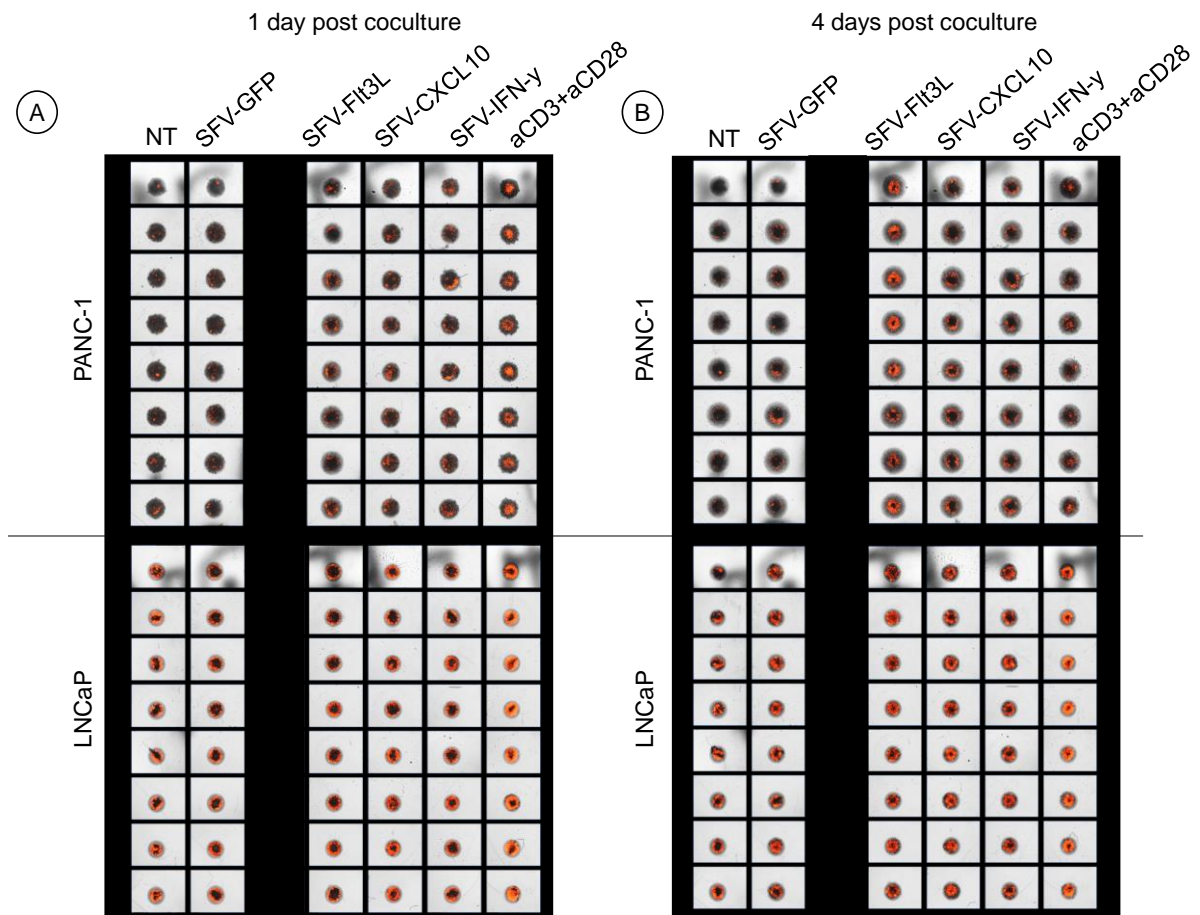 1 day post coculture
A
NT
SFV-GFP
SFV-Flt3L
SFV-CXCL10
SFV-IFN-y
aCD3+aCD28
PANC-1
LNCaP
4 days post coculture
B
NT
SFV-GFP
SFV-Flt3L
SFV-CXCL10
SFV-IFN-y
aCD3+aCD28
PANC-1
LNCaP